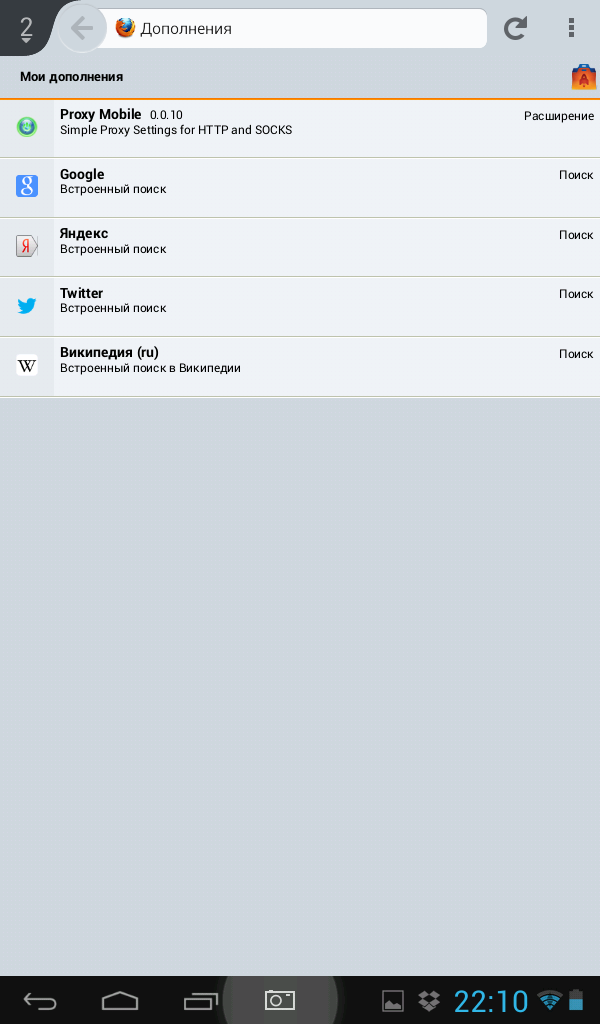 2
Дополнения
Мои дополнения
Proxy Mobile 0.0.10
Расширение
Simple Proxy Settings for HTTP and SOCKS
Google
Поиск
Встроенный поиск
Яндекс
Поиск
Встроенный поиск
Twitter
Поиск
Встроенный поиск
Википедия (ru)
Поиск
Встроенный поиск в Википедии
22:10